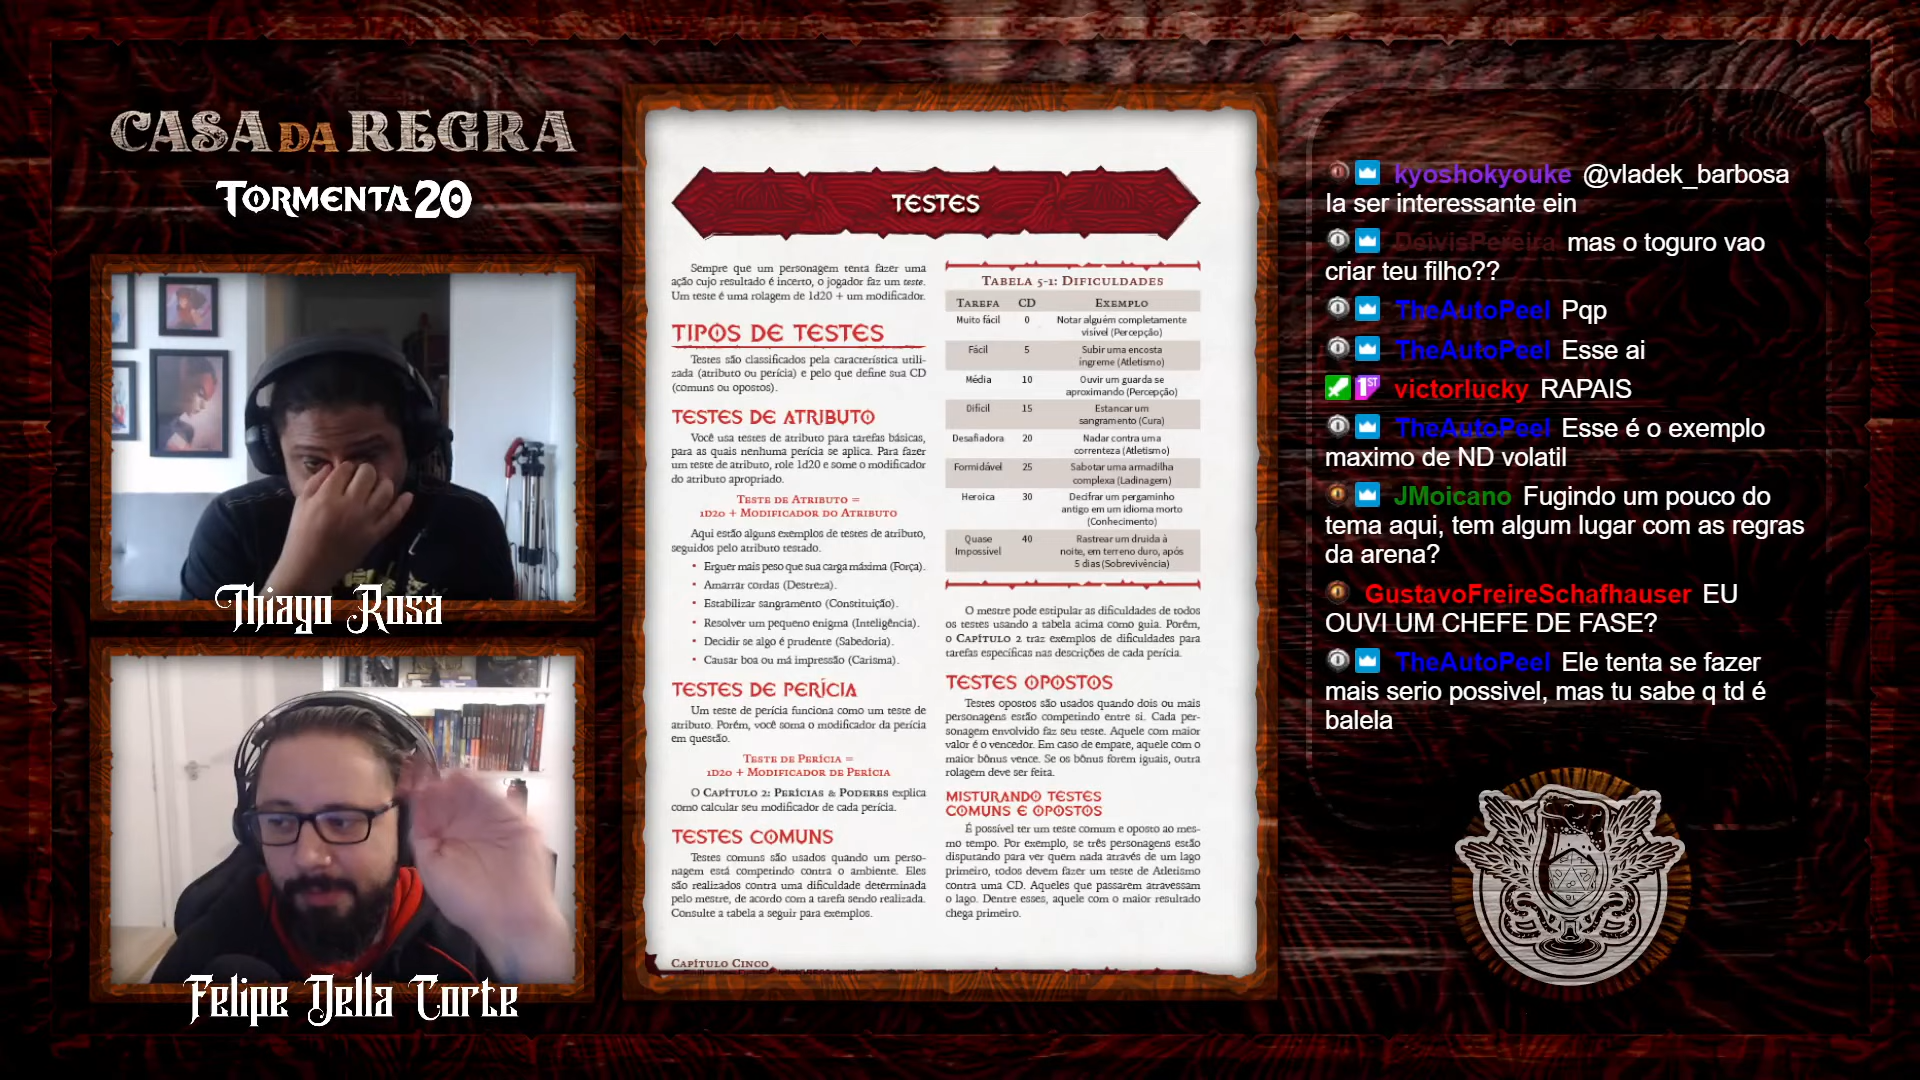 CASA DA REGRA
TORMENTA20
Thiago Rosa
Felipe Della Corte
TESTES
Sempre que um personagem tenta fazer uma
ação cujo resultado é incerto, o jogador faz um teste.
Um teste é uma rolagem de 1d20 + um modificador.
TIPOS DE TESTES
Testes são classificados pela característica utili-
zada (atributo ou perícia) e pelo que define sua CD
(comuns ou opostos).
TESTES DE ATRIBUTO
Você usa testes de atributo para tarefas básicas,
para as quais nenhuma perícia se aplica. Para fazer
um teste de atributo, role 1d20 e some o modificador
do atributo apropriado.
TESTE DE ATRIBUTO =
1D20 + MODIFICADOR DO ATRIBUTO
Aqui estão alguns exemplos de testes de atributo,
seguidos pelo atributo testado.
• Erguer mais peso que sua carga máxima (Força).
• Amarrar cordas (Destreza).
• Estabilizar sangramento (Constituição).
• Resolver um pequeno enigma (Inteligência).
• Decidir se algo é prudente (Sabedoria).
• Causar boa ou má impressão (Carisma).
TESTES DE PERÍCIA
Um teste de perícia funciona como um teste de
atributo. Porém, você soma o modificador da perícia
em questão.
TESTE DE PERÍCIA =
1D20 + MODIFICADOR DE PERÍCIA
O CAPÍTULO 2: PERÍCIAS & PODERES explica
como calcular seu modificador de cada perícia.
TESTES COMUNS
Testes comuns são usados quando um perso-
nagem está competindo contra o ambiente. Eles
são realizados contra uma dificuldade determinada
pelo mestre, de acordo com a tarefa sendo realizada.
Consulte a tabela a seguir para exemplos.
CAPÍTULO CINCO
TABELA 5-1: DIFICULDADES
TAREFA CD EXEMPLO
Muito fácil 0 Notar alguém completamente
visível (Percepção)
Fácil 5 Subir uma encosta
íngreme (Atletismo)
Média 10 Ouvir um guarda se
aproximando (Percepção)
Difícil 15 Estancar um
sangramento (Cura)
Desafiadora 20 Nadar contra uma
correnteza (Atletismo)
Formidável 25 Sabotar uma armadilha
complexa (Ladinagem)
Heroica 30 Decifrar um pergaminho
antigo em um idioma morto
(Conhecimento)
Quase 40 Rastrear um druida à
Impossível noite, em terreno duro, após
5 dias (Sobrevivência)
O mestre pode estipular as dificuldades de todos
os testes usando a tabela acima como guia. Porém,
o CAPÍTULO 2 traz exemplos de dificuldades para
tarefas específicas nas descrições de cada perícia.
TESTES OPOSTOS
Testes opostos são usados quando dois ou mais
personagens estão competindo entre si. Cada per-
sonagem envolvido faz seu teste. Aquele com maior
valor é o vencedor. Em caso de empate, aquele com o
maior bônus vence. Se os bônus forem iguais, outra
rolagem deve ser feita.
MISTURANDO TESTES
COMUNS E OPOSTOS
É possível ter um teste comum e oposto ao mes-
mo tempo. Por exemplo, se três personagens estão
disputando para ver quem nada através de um lago
primeiro, todos devem fazer um teste de Atletismo
contra uma CD. Aqueles que passarem atravessam
o lago. Dentre esses, aquele com o maior resultado
chega primeiro.
kyoshokyouke @vladek_barbosa
la ser interessante ein
DeivisPereira mas o toguro vao
criar teu filho??
TheAutoPeel Pqp
TheAutoPeel Esse ai
1ST victorlucky RAPAIS
TheAutoPeel Esse é o exemplo
maximo de ND volatil
JMoicano Fugindo um pouco do
tema aqui, tem algum lugar com as regras
da arena?
GustavoFreireSchafhauser EU
OUVI UM CHEFE DE FASE?
TheAutoPeel Ele tenta se fazer
mais serio possivel, mas tu sabe q td é
balela